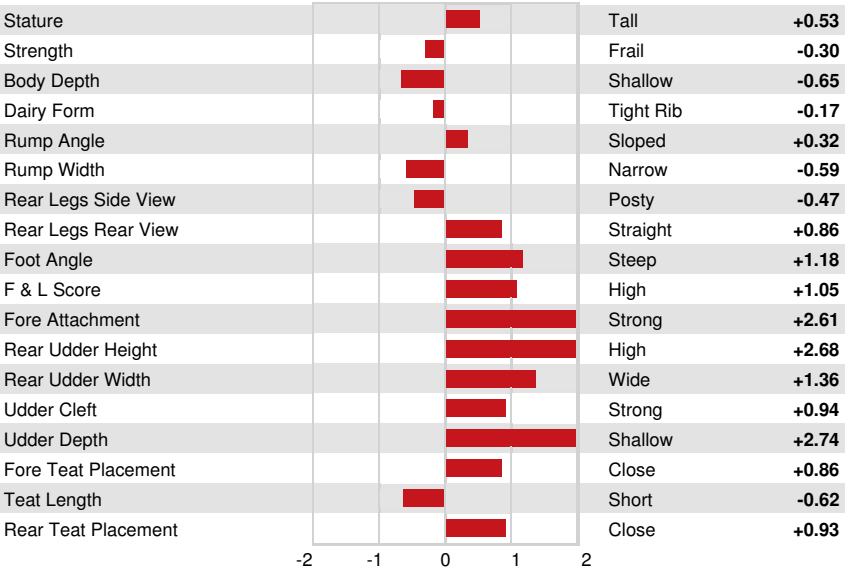 Stature Tall +0.53
Strength Frail -0.30
Body Depth Shallow -0.65
Dairy Form Tight Rib -0.17
Rump Angle Sloped +0.32
Rump Width Narrow -0.59
Rear Legs Side View Posty -0.47
Rear Legs Rear View Straight +0.86
Foot Angle Steep +1.18
F & L Score High +1.05
Fore Attachment Strong +2.61
Rear Udder Height High +2.68
Rear Udder Width Wide +1.36
Udder Cleft Strong +0.94
Udder Depth Shallow +2.74
Fore Teat Placement Close +0.86
Teat Length Short -0.62
Rear Teat Placement Close +0.93
-2 -1 0 1 2